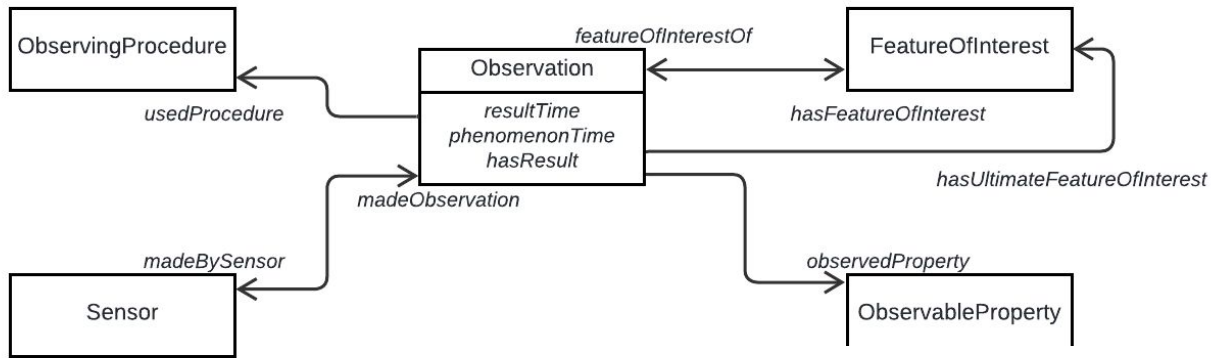 ObservingProcedure
featureOfInterestOf
FeatureOfInterest
Observation
usedProcedure
resultTime
phenomenonTime
hasResult
hasFeatureOfInterest
hasUltimateFeatureOfInterest
madeObservation
madeBySensor
observedProperty
Sensor
ObservableProperty